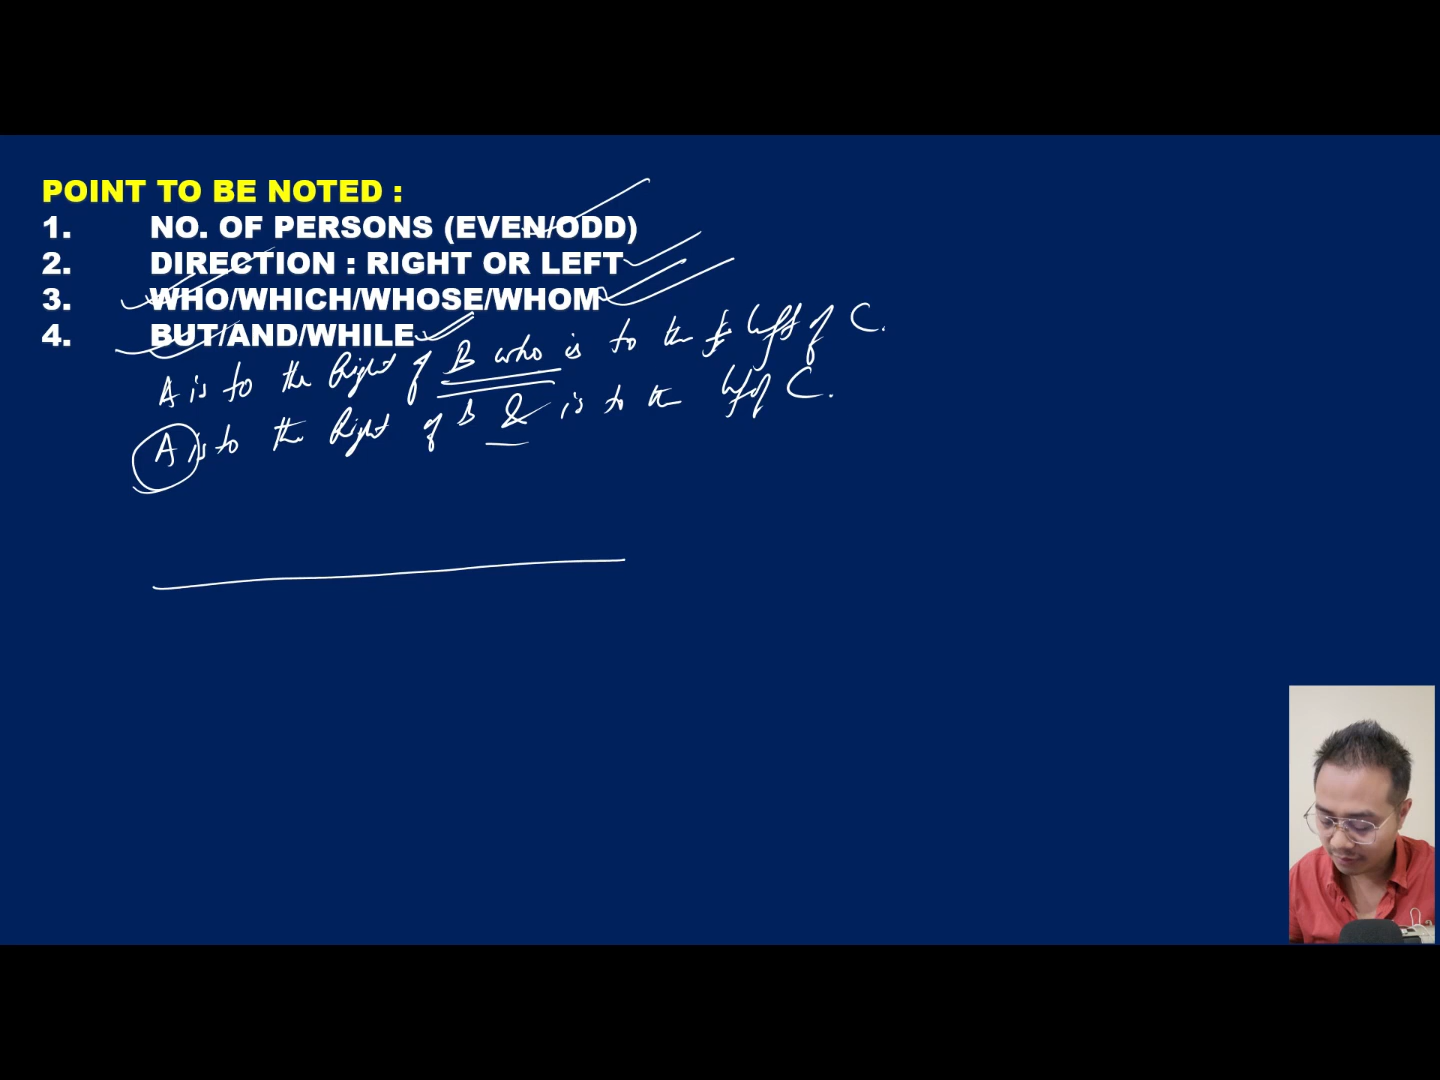 POINT TO BE NOTED :
1. NO. OF PERSONS (EVEN/ODD)
2. DIRECTION : RIGHT OR LEFT
3. WHO/WHICH/WHOSE/WHOM
4. BUT/AND/WHILE
A is to the Right of B who is to the left of C.
A is to the Right of B & is to the left of C.